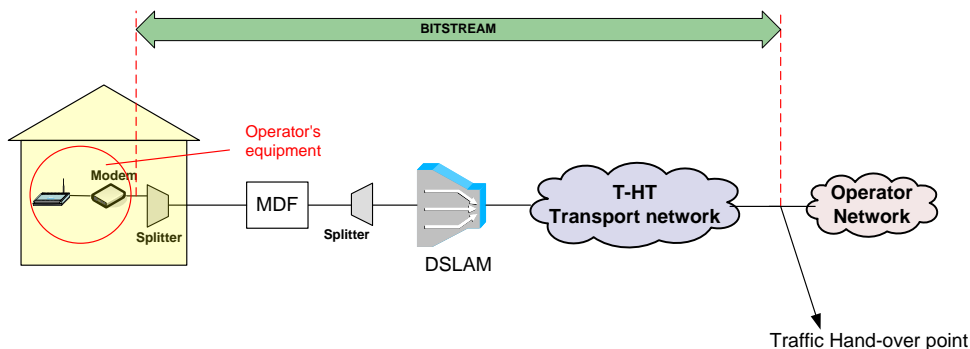 BITSTREAM
Operator's
equipment
Modem
Splitter
MDF
Splitter
DSLAM
T-HT
Transport network
Operator
Network
Traffic Hand-over point